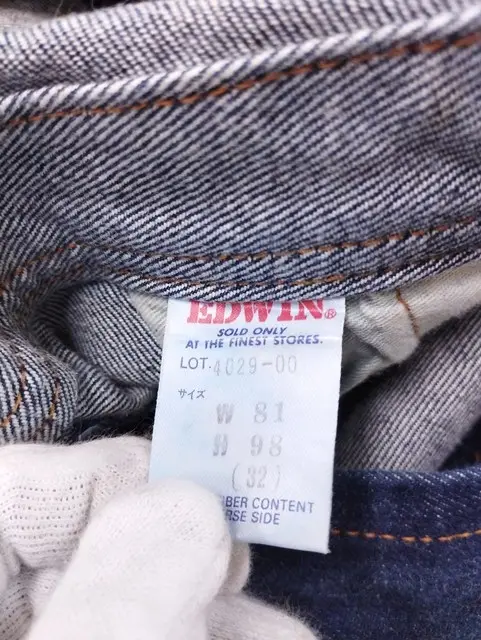 EDWIN®
SOLD ONLY
AT THE FINEST STORES.
LOT. 4029-00
サイズ
W 81
H 98
(32)
BER CONTENT
RSE SIDE